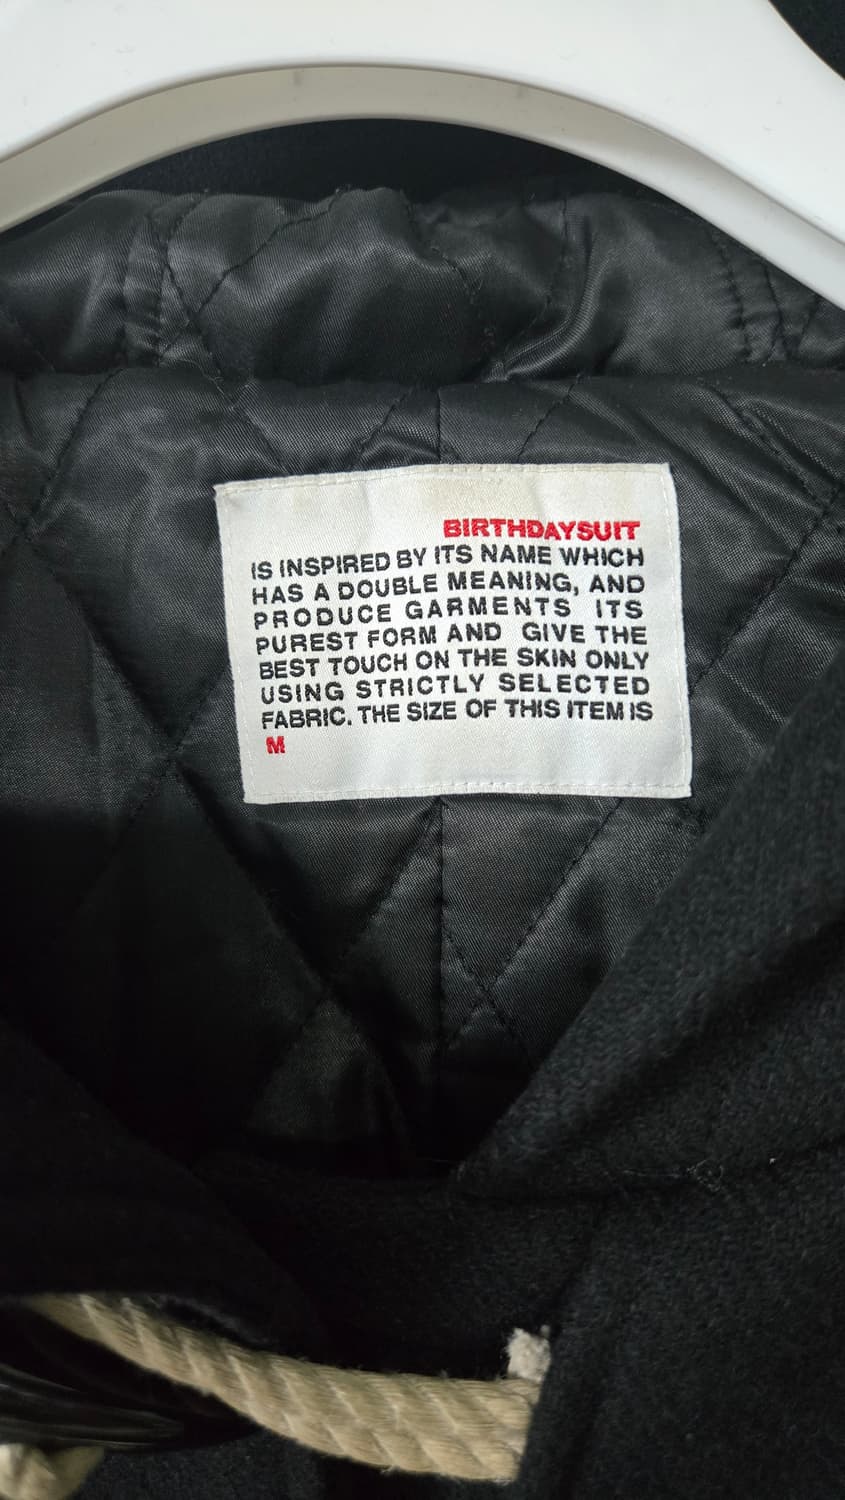 BIRTHDAYSUIT
IS INSPIRED BY ITS NAME WHICH
HAS A DOUBLE MEANING, AND
PRODUCE GARMENTS ITS
PUREST FORM AND GIVE THE
BEST TOUCH ON THE SKIN ONLY
USING STRICTLY SELECTED
FABRIC. THE SIZE OF THIS ITEM IS
M